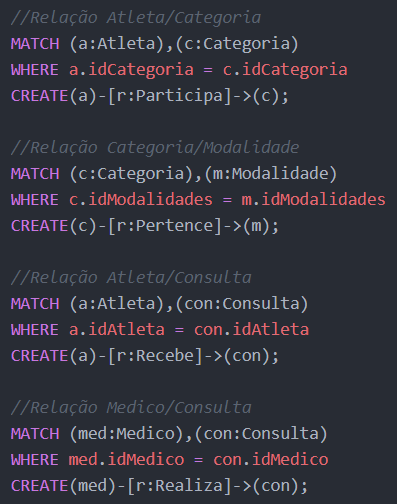 //Relação Atleta/Categoria
MATCH (a:Atleta),(c:Categoria)
WHERE a.idCategoria = c.idCategoria
CREATE(a)-[r:Participa]->(c);
//Relação Categoria/Modalidade
MATCH (c:Categoria),(m:Modalidade)
WHERE c.idModalidades = m.idModalidades
CREATE(c)-[r:Pertence]->(m);
//Relação Atleta/Consulta
MATCH (a:Atleta),(con:Consulta)
WHERE a.idAtleta = con.idAtleta
CREATE(a)-[r:Recebe]->(con);
//Relação Medico/Consulta
MATCH (med:Medico),(con:Consulta)
WHERE med.idMedico = con.idMedico
CREATE(med)-[r:Realiza]->(con);